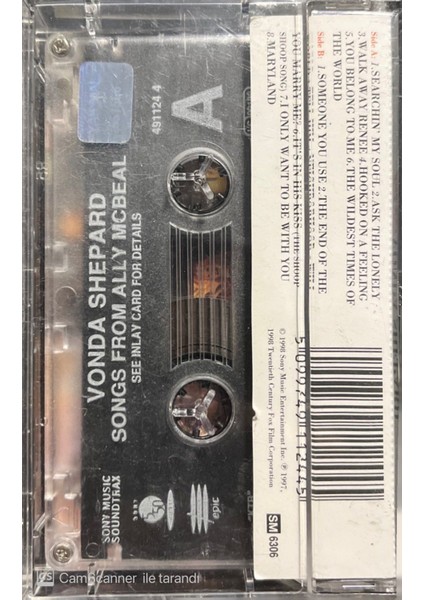 Side A: 1.SEARCHIN' MY SOUL 2.ASK THE LONELY
3.WALK AWAY RENEE 4.HOOKED ON A FEELING
5.YOU BELONG TO ME 6.THE WILDEST TIMES OF
THE WORLD
Side B: 1.SOMEONE YOU USE 2.THE END OF THE
YOU MARRY ME? 6.IT'S IN HIS KISS (THE SHOOP
SHOOP SONG) 7.I ONLY WANT TO BE WITH YOU
8.MARYLAND
© 1998 Sony Music Entertainment Inc. ℗ 1997,
1998 Twentieth Century Fox Film Corporation
SM 6306
491124 4
A
VONDA SHEPARD
SONGS FROM ALLY MCBEAL
SEE INLAY CARD FOR DETAILS
SONY MUSIC
SOUNDTRAX
epic
CS CamScanner ile tarandı